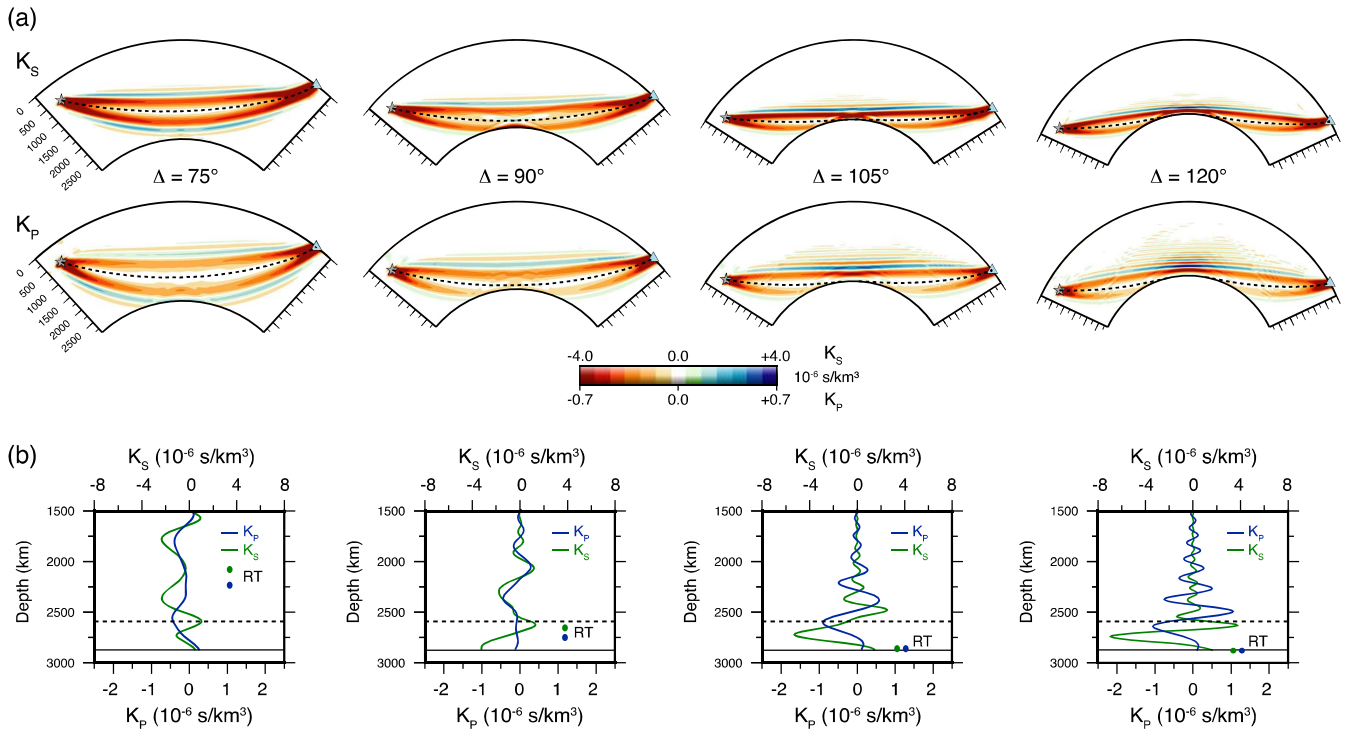 (a)
K_S
0
500
1000
1500
2000
2500
Δ = 75°
Δ = 90°
Δ = 105°
Δ = 120°
K_P
0
500
1000
1500
2000
2500
-4.0 0.0 +4.0 K_S
10⁻⁶ s/km³
-0.7 0.0 +0.7 K_P
(b)
K_S (10⁻⁶ s/km³) K_S (10⁻⁶ s/km³) K_S (10⁻⁶ s/km³) K_S (10⁻⁶ s/km³)
-8 -4 0 4 8 -8 -4 0 4 8 -8 -4 0 4 8 -8 -4 0 4 8
Depth (km)
1500
2000
2500
3000
K_P
K_S
RT
Depth (km)
1500
2000
2500
3000
K_P
K_S
RT
Depth (km)
1500
2000
2500
3000
K_P
K_S
RT
Depth (km)
1500
2000
2500
3000
K_P
K_S
RT
-2 -1 0 1 2 -2 -1 0 1 2 -2 -1 0 1 2 -2 -1 0 1 2
K_P (10⁻⁶ s/km³) K_P (10⁻⁶ s/km³) K_P (10⁻⁶ s/km³) K_P (10⁻⁶ s/km³)